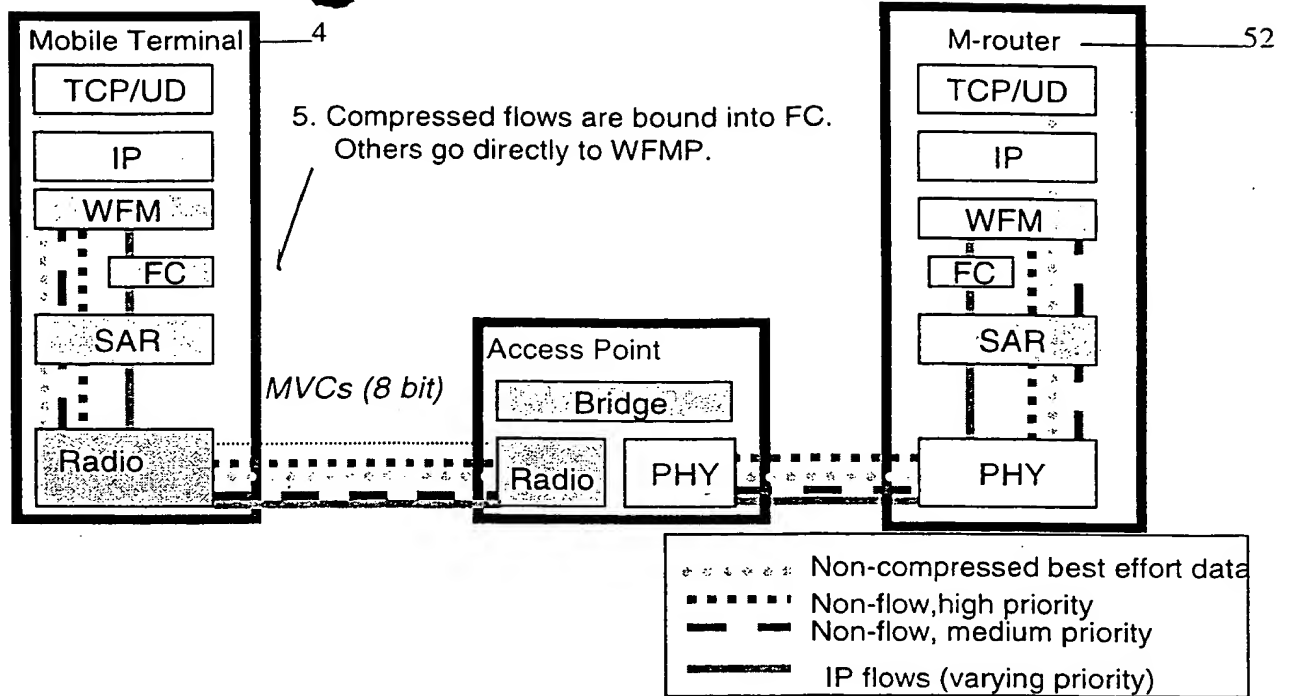 Mobile Terminal
4
TCP/UD
IP
WFM
FC
SAR
Radio
5. Compressed flows are bound into FC.
Others go directly to WFMP.
MVCs (8 bit)
Access Point
Bridge
Radio
PHY
M-router
52
TCP/UD
IP
WFM
FC
SAR
PHY
Non-compressed best effort data
Non-flow,high priority
Non-flow, medium priority
IP flows (varying priority)